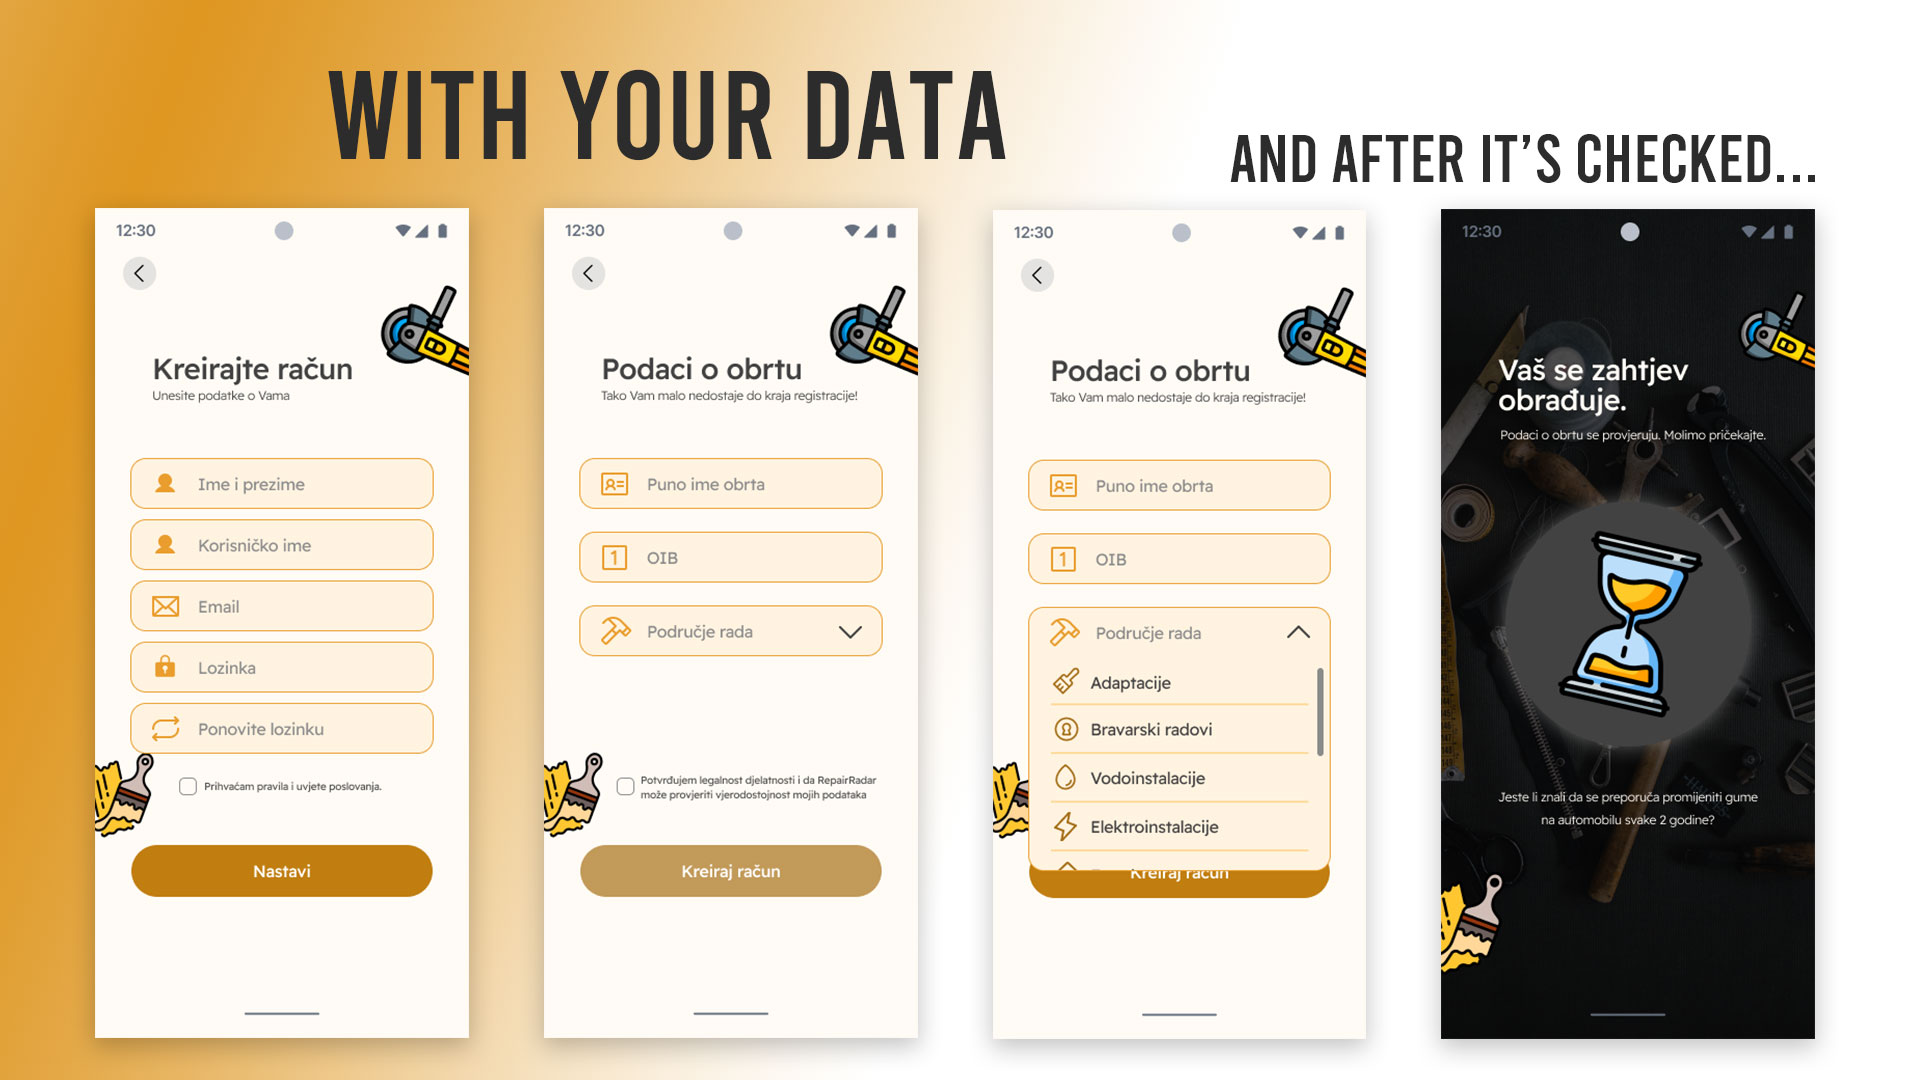 WITH YOUR DATA
AND AFTER IT'S CHECKED...
12:30
Kreirajte račun
Unesite podatke o Vama
Ime i prezime
Korisničko ime
Email
Lozinka
Ponovite lozinku
Prihvaćam pravila i uvjete poslovanja.
Nastavi
12:30
Podaci o obrtu
Tako Vam malo nedostaje do kraja registracije!
Puno ime obrta
1
OIB
Područje rada
Potvrđujem legalnost djelatnosti i da RepairRadar
može provjeriti vjerodostojnost mojih podataka
Kreiraj račun
12:30
Podaci o obrtu
Tako Vam malo nedostaje do kraja registracije!
Puno ime obrta
1
OIB
Područje rada
Adaptacije
Bravarski radovi
Vodoinstalacije
Elektroinstalacije
Kreiraj račun
12:30
Vaš se zahtjev
obrađuje.
Podaci o obrtu se provjeruju. Molimo pričekajte.
Jeste li znali da se preporuča promijeniti gume
na automobilu svake 2 godine?